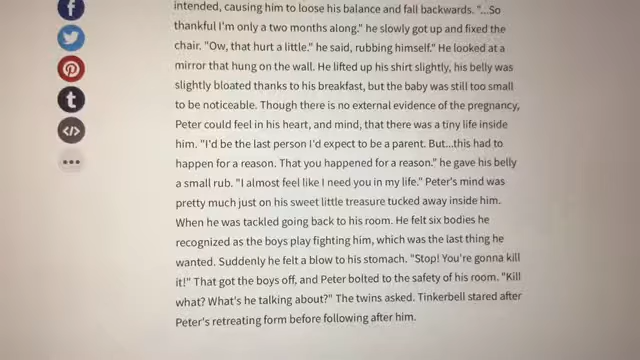 intended, causing him to loose his balance and fall backwards. "...So
thankful I'm only a two months along." he slowly got up and fixed the
chair. "Ow, that hurt a little." he said, rubbing himself." He looked at a
mirror that hung on the wall. He lifted up his shirt slightly, his belly was
slightly bloated thanks to his breakfast, but the baby was still too small
to be noticeable. Though there is no external evidence of the pregnancy,
Peter could feel in his heart, and mind, that there was a tiny life inside
him. "I'd be the last person I'd expect to be a parent. But...this had to
happen for a reason. That you happened for a reason." he gave his belly
a small rub. "I almost feel like I need you in my life." Peter's mind was
pretty much just on his sweet little treasure tucked away inside him.
When he was tackled going back to his room. He felt six bodies he
recognized as the boys play fighting him, which was the last thing he
wanted. Suddenly he felt a blow to his stomach. "Stop! You're gonna kill
it!" That got the boys off, and Peter bolted to the safety of his room. "Kill
what? What's he talking about?" The twins asked. Tinkerbell stared after
Peter's retreating form before following after him.